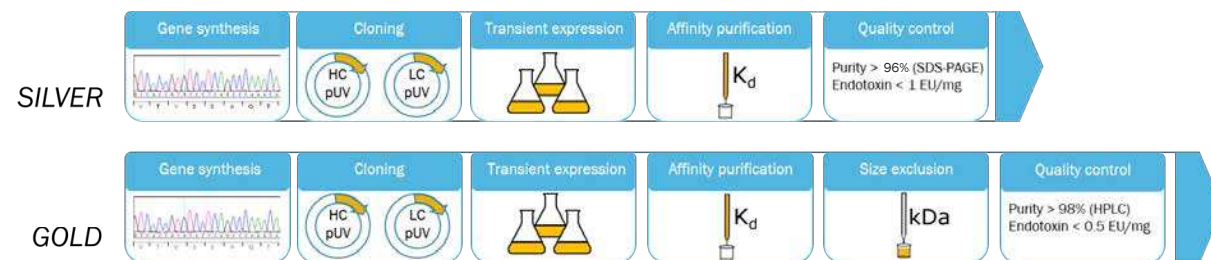 Gene synthesis
Cloning
Transient expression
Affinity purification
Quality control
SILVER
HC
pUV
LC
pUV
Kd
Purity > 96% (SDS-PAGE)
Endotoxin < 1 EU/mg
Gene synthesis
Cloning
Transient expression
Affinity purification
Size exclusion
Quality control
GOLD
HC
pUV
LC
pUV
Kd
kDa
Purity > 98% (HPLC)
Endotoxin < 0.5 EU/mg